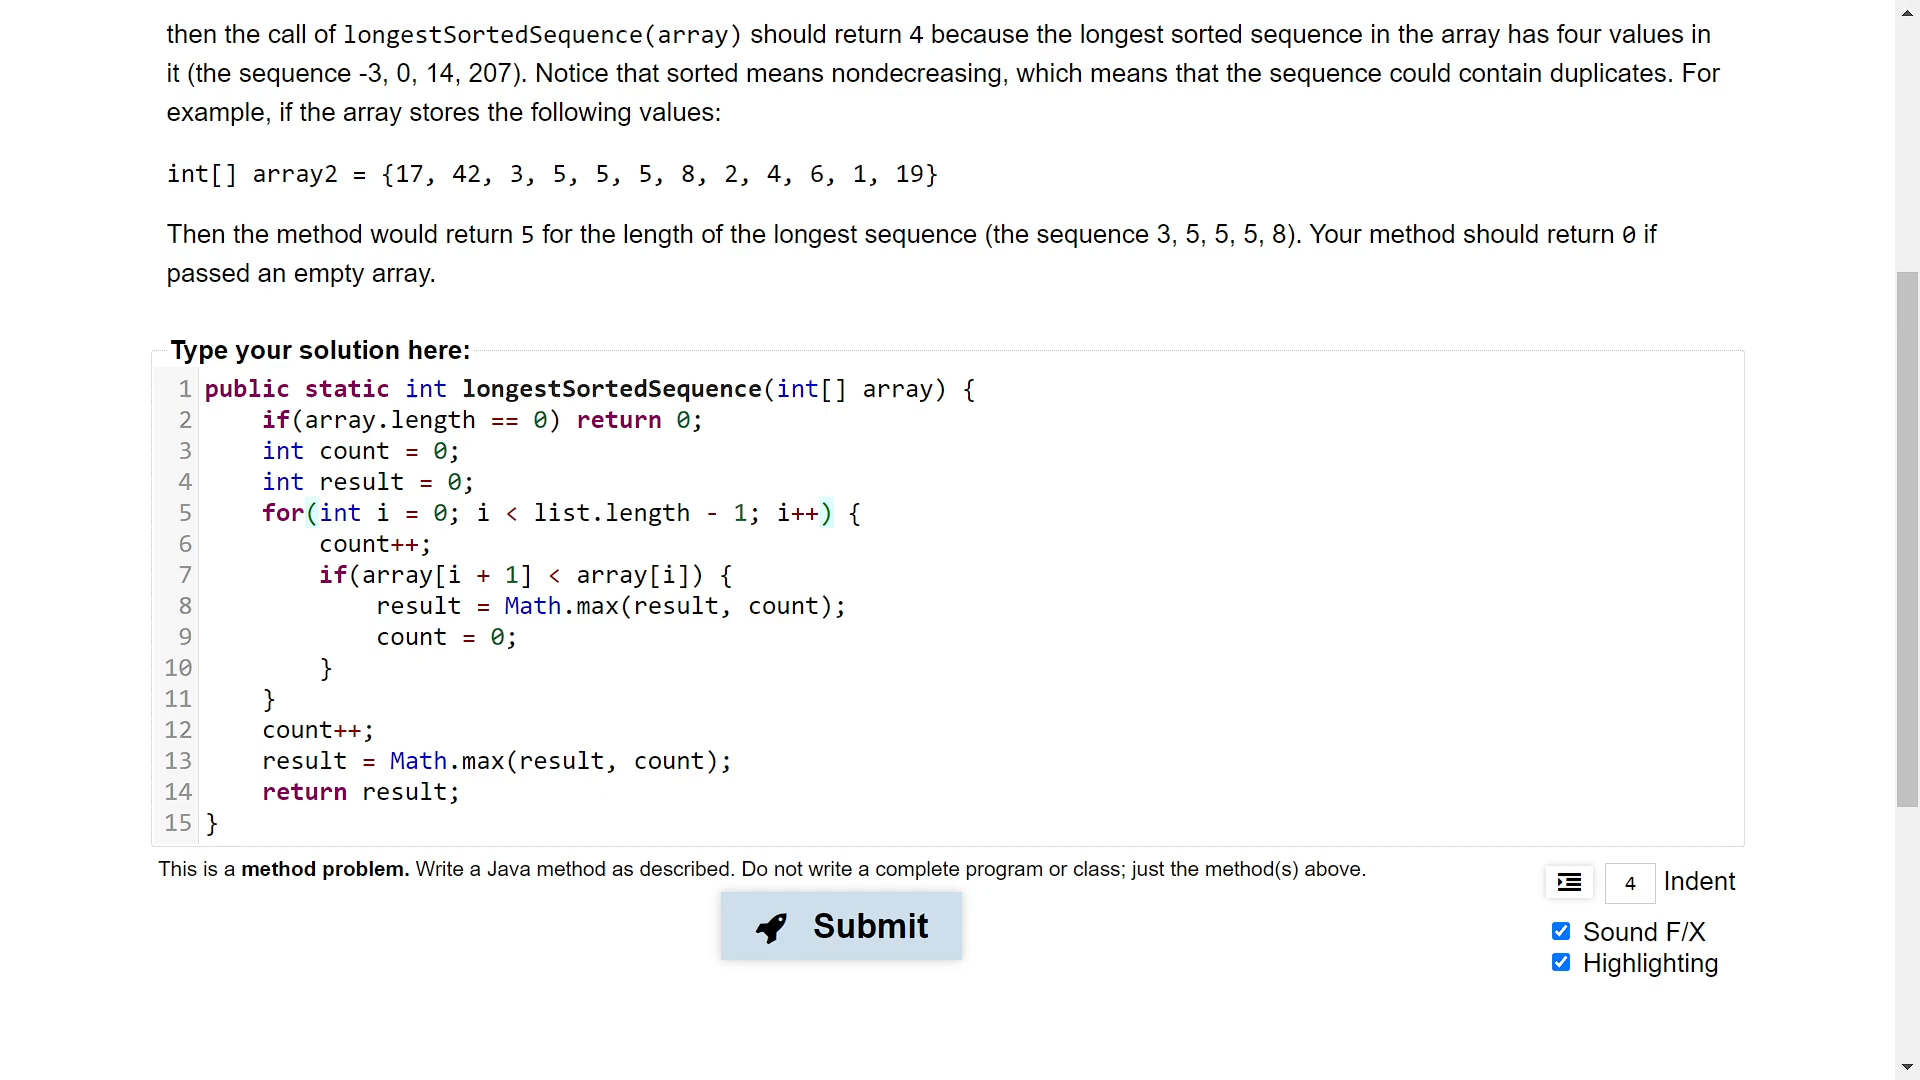 then the call of longestSortedSequence(array) should return 4 because the longest sorted sequence in the array has four values in
it (the sequence -3, 0, 14, 207). Notice that sorted means nondecreasing, which means that the sequence could contain duplicates. For
example, if the array stores the following values:
int[] array2 = {17, 42, 3, 5, 5, 5, 8, 2, 4, 6, 1, 19}
Then the method would return 5 for the length of the longest sequence (the sequence 3, 5, 5, 5, 8). Your method should return 0 if
passed an empty array.
Type your solution here:
1 public static int longestSortedSequence(int[] array) {
2     if(array.length == 0) return 0;
3     int count = 0;
4     int result = 0;
5     for(int i = 0; i < list.length - 1; i++) {
6         count++;
7         if(array[i + 1] < array[i]) {
8             result = Math.max(result, count);
9             count = 0;
10         }
11     }
12     count++;
13     result = Math.max(result, count);
14     return result;
15 }
This is a method problem. Write a Java method as described. Do not write a complete program or class; just the method(s) above.
4 Indent
Submit
Sound F/X
Highlighting